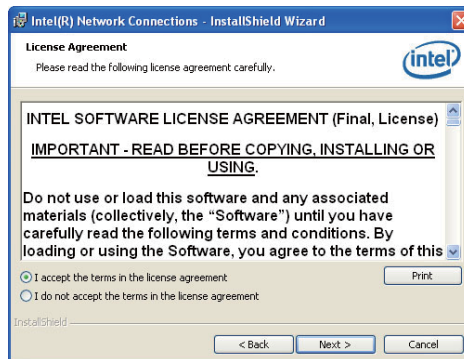 Intel(R) Network Connections - InstallShield Wizard
License Agreement
Please read the following license agreement carefully.
intel
INTEL SOFTWARE LICENSE AGREEMENT (Final, License)
IMPORTANT - READ BEFORE COPYING, INSTALLING OR
USING.
Do not use or load this software and any associated
materials (collectively, the “Software”) until you have
carefully read the following terms and conditions. By
loading or using the Software, you agree to the terms of this
I accept the terms in the license agreement
Print
I do not accept the terms in the license agreement
InstallShield
< Back
Next >
Cancel